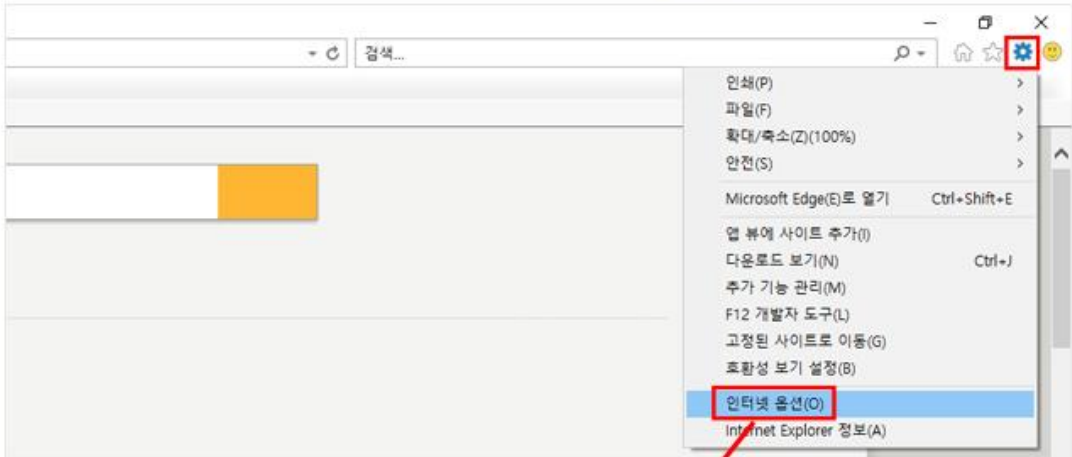 검색...
인쇄(P)
파일(F)
확대/축소(Z)(100%)
안전(S)
Microsoft Edge(E)로 열기 Ctrl+Shift+E
앱 뷰에 사이트 추가(I)
다운로드 보기(N) Ctrl+J
추가 기능 관리(M)
F12 개발자 도구(L)
고정된 사이트로 이동(G)
호환성 보기 설정(B)
인터넷 옵션(O)
Internet Explorer 정보(A)